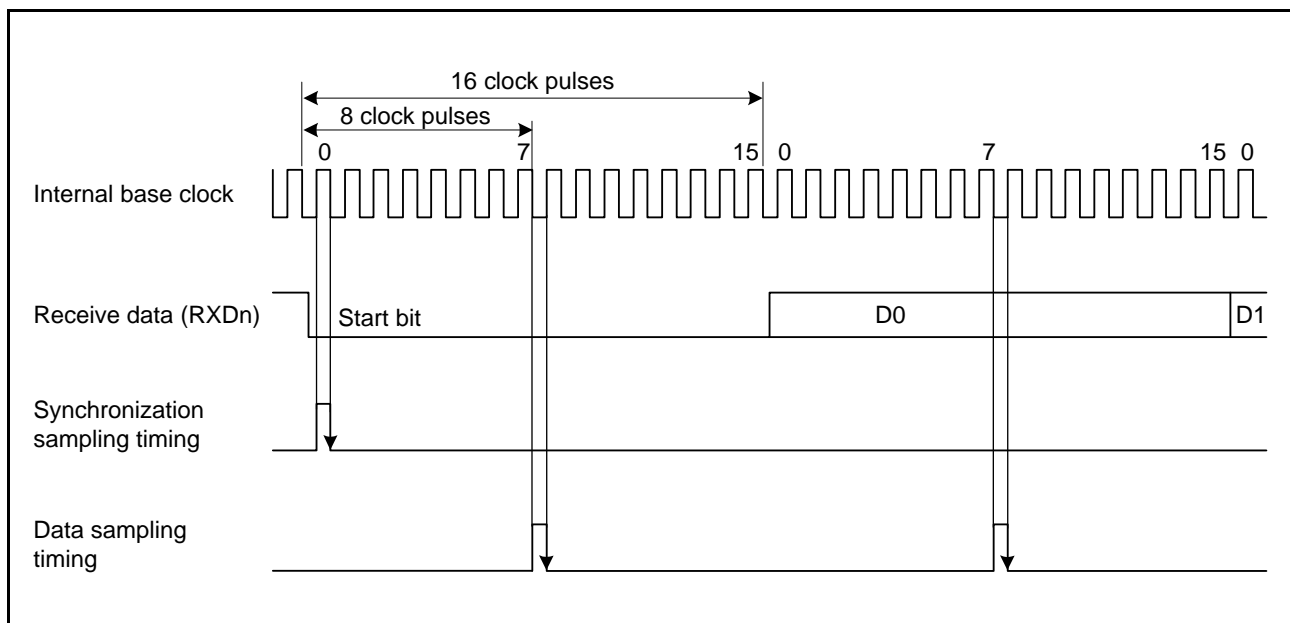 16 clock pulses
8 clock pulses
0 7 15 0 7 15 0
Internal base clock
Receive data (RXDn) Start bit D0 D1
Synchronization
sampling timing
Data sampling
timing